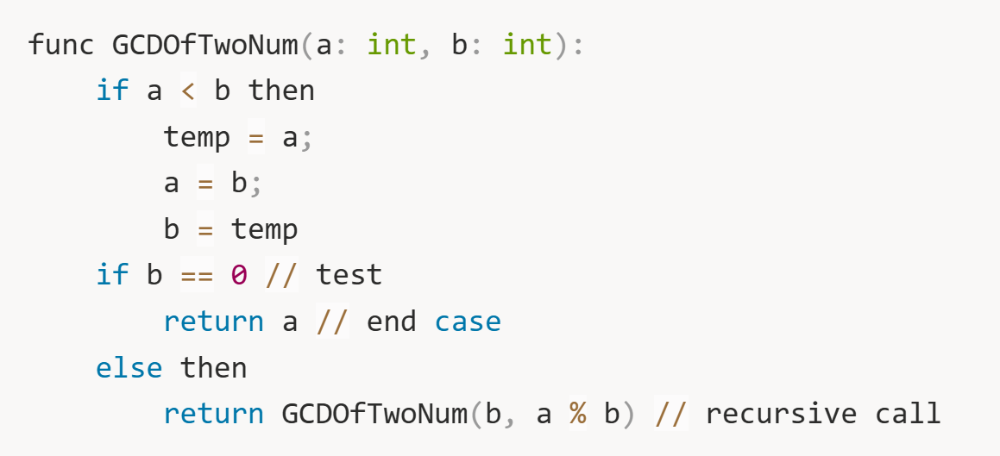 func GCDOfTwoNum(a: int, b: int):
    if a < b then
        temp = a;
        a = b;
        b = temp
    if b == 0 // test
        return a // end case
    else then
        return GCDOfTwoNum(b, a % b) // recursive call